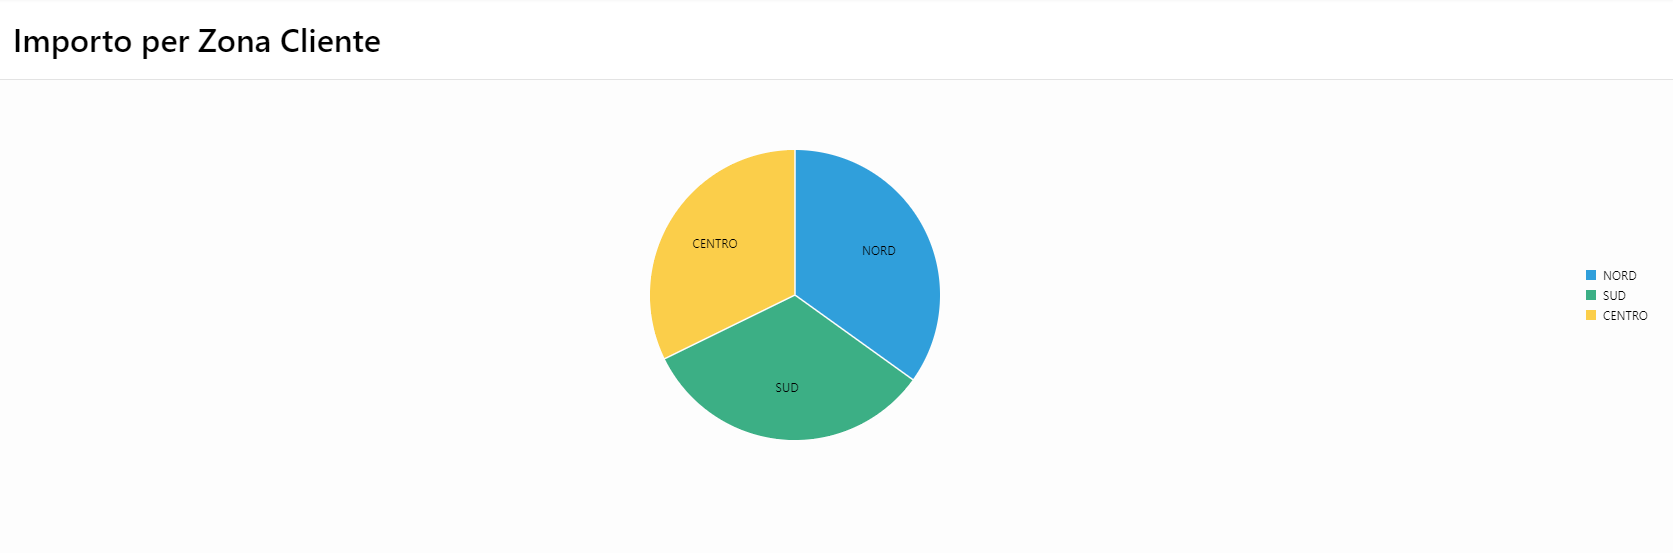 Importo per Zona Cliente
CENTRO
NORD
SUD
NORD
SUD
CENTRO